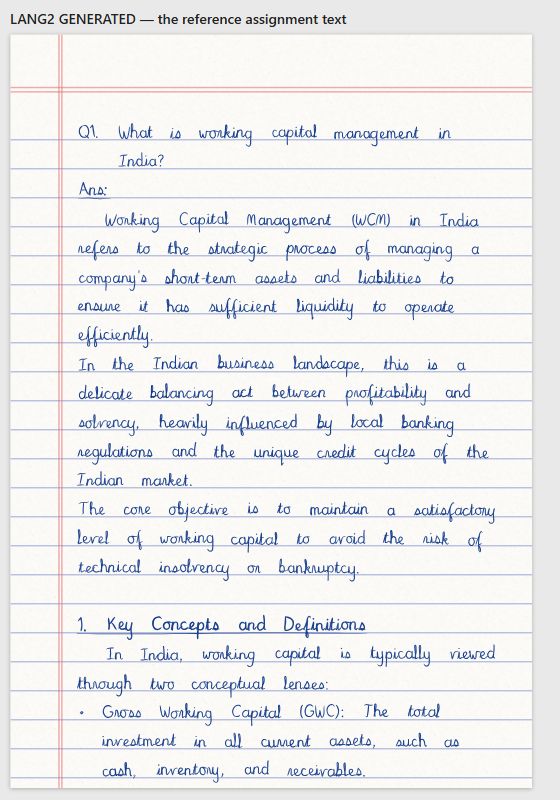 LANG2 GENERATED — the reference assignment text
Q1. What is working capital management in
India?
Ans:
Working Capital Management (WCM) in India
refers to the strategic process of managing a
company's short-term assets and liabilities to
ensure it has sufficient liquidity to operate
efficiently.
In the Indian business landscape, this is a
delicate balancing act between profitability and
solvency, heavily influenced by local banking
regulations and the unique credit cycles of the
Indian market.
The core objective is to maintain a satisfactory
level of working capital to avoid the risk of
technical insolvency or bankruptcy.
1. Key Concepts and Definitions
In India, working capital is typically viewed
through two conceptual lenses:
• Gross Working Capital (GWC): The total
investment in all current assets, such as
cash, inventory, and receivables.